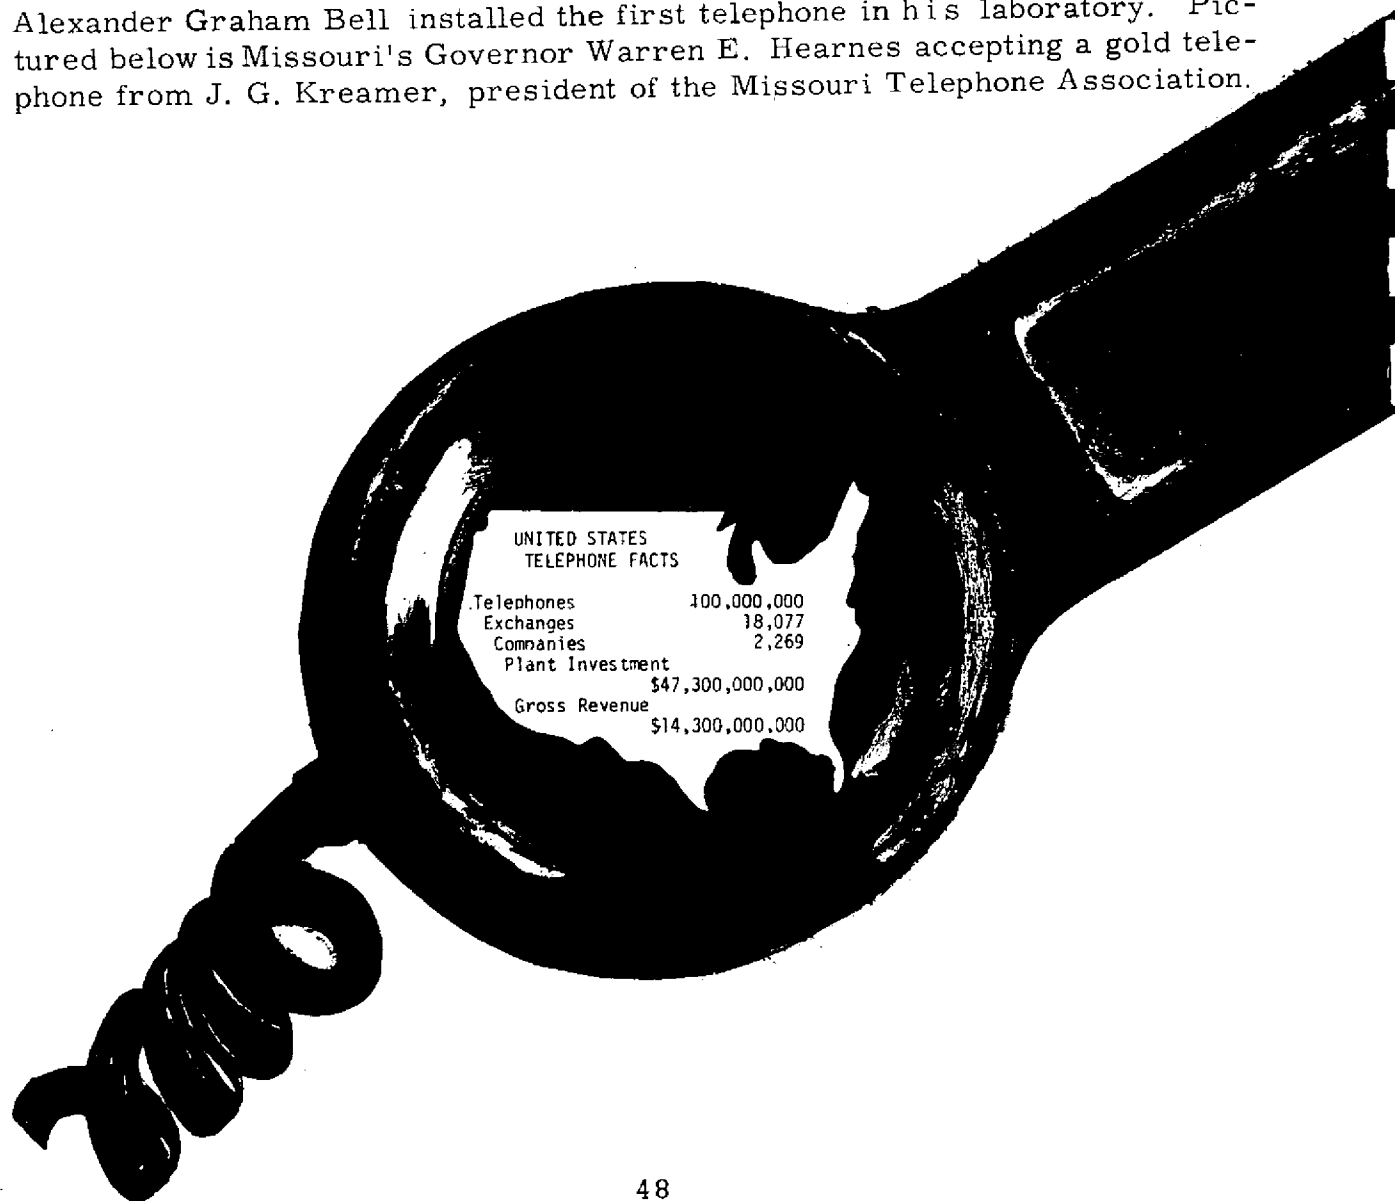 Alexander Graham Bell installed the first telephone in his laboratory. Pic-
tured below is Missouri's Governor Warren E. Hearnes accepting a gold tele-
phone from J. G. Kreamer, president of the Missouri Telephone Association.
UNITED STATES
TELEPHONE FACTS
Telephones 100,000,000
Exchanges 18,077
Companies 2,269
Plant Investment
$47,300,000,000
Gross Revenue
$14,300,000,000
48